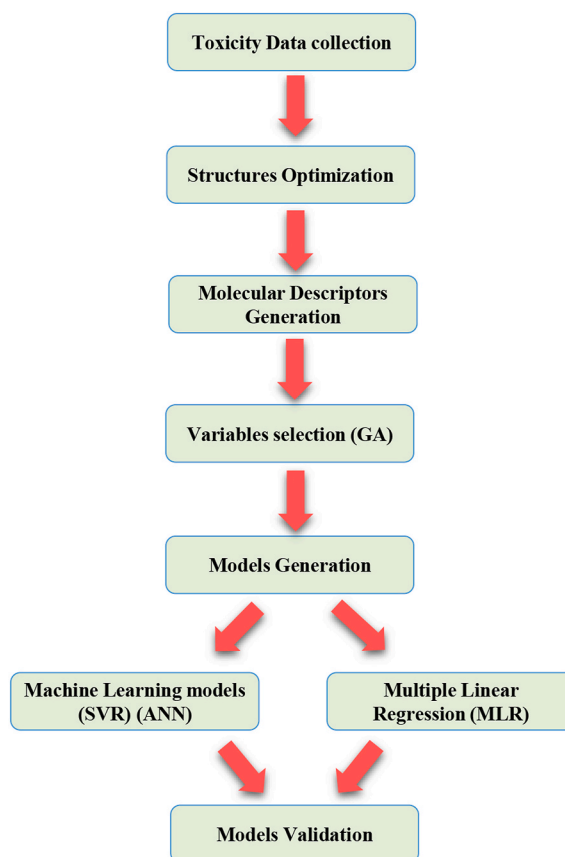 Toxicity Data collection
Structures Optimization
Molecular Descriptors
Generation
Variables selection (GA)
Models Generation
Machine Learning models
(SVR) (ANN)
Multiple Linear
Regression (MLR)
Models Validation